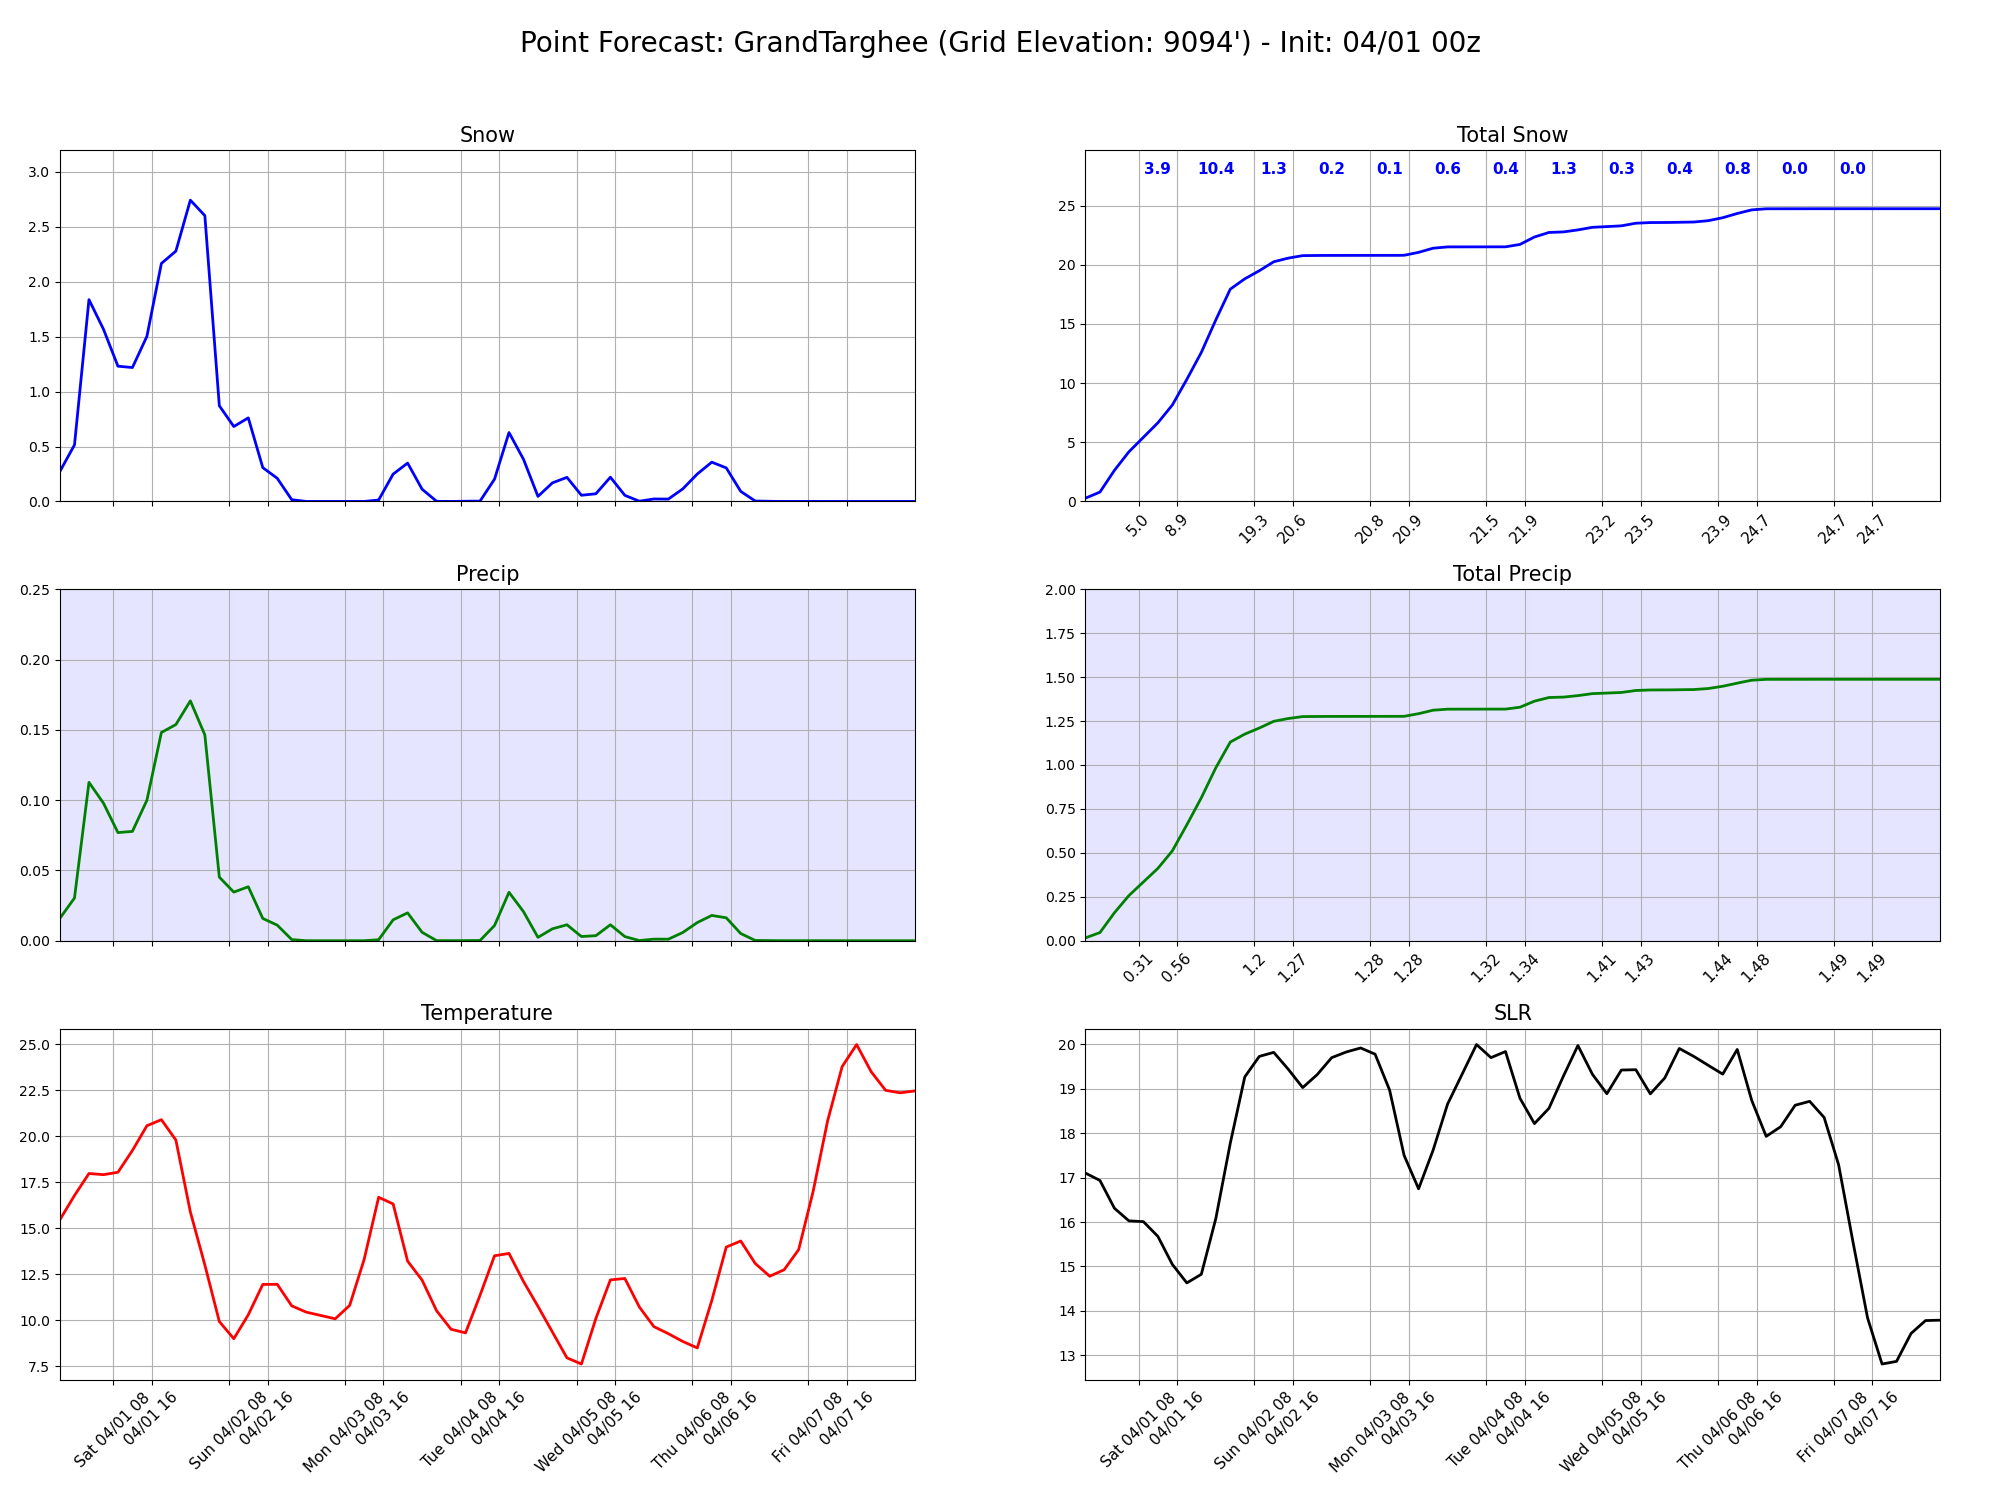 Point Forecast: GrandTarghee (Grid Elevation: 9094') - Init: 04/01 00z
Snow
3.0
2.5
2.0
1.5
1.0
0.5
0.0
Total Snow
3.9 10.4 1.3 0.2 0.1 0.6 0.4 1.3 0.3 0.4 0.8 0.0 0.0
25
20
15
10
5
0
5.0 8.9 19.3 20.6 20.8 20.9 21.5 21.9 23.2 23.5 23.9 24.7 24.7 24.7
Precip
0.25
0.20
0.15
0.10
0.05
0.00
Total Precip
2.00
1.75
1.50
1.25
1.00
0.75
0.50
0.25
0.00
0.31 0.56 1.2 1.27 1.28 1.28 1.32 1.34 1.41 1.43 1.44 1.48 1.49 1.49
Temperature
25.0
22.5
20.0
17.5
15.0
12.5
10.0
7.5
Sat 04/01 08
04/01 16
Sun 04/02 08
04/02 16
Mon 04/03 08
04/03 16
Tue 04/04 08
04/04 16
Wed 04/05 08
04/05 16
Thu 04/06 08
04/06 16
Fri 04/07 08
04/07 16
SLR
20
19
18
17
16
15
14
13
Sat 04/01 08
04/01 16
Sun 04/02 08
04/02 16
Mon 04/03 08
04/03 16
Tue 04/04 08
04/04 16
Wed 04/05 08
04/05 16
Thu 04/06 08
04/06 16
Fri 04/07 08
04/07 16